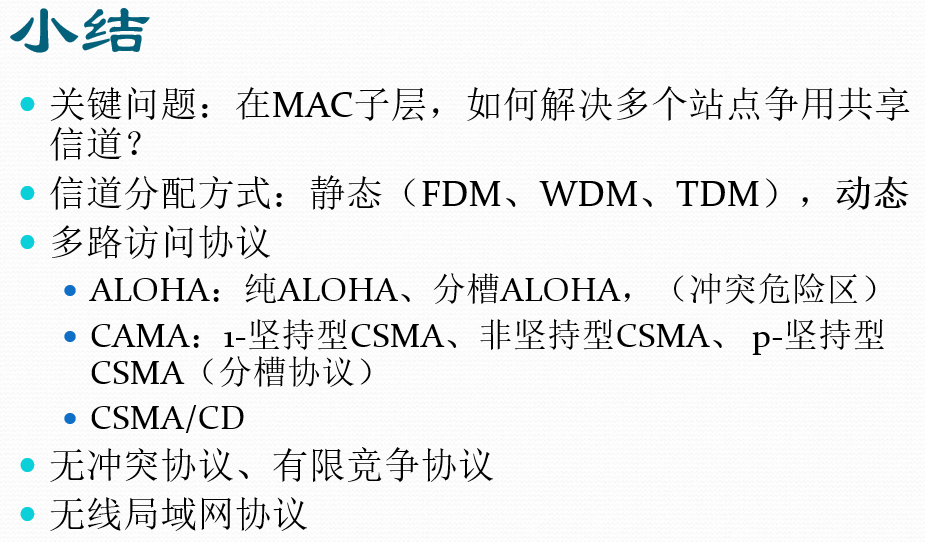 小结
关键问题：在MAC子层，如何解决多个站点争用共享
信道？
信道分配方式：静态（FDM、WDM、TDM），动态
多路访问协议
ALOHA：纯ALOHA、分槽ALOHA，（冲突危险区）
CAMA：1-坚持型CSMA、非坚持型CSMA、 p-坚持型
CSMA（分槽协议）
CSMA/CD
无冲突协议、有限竞争协议
无线局域网协议